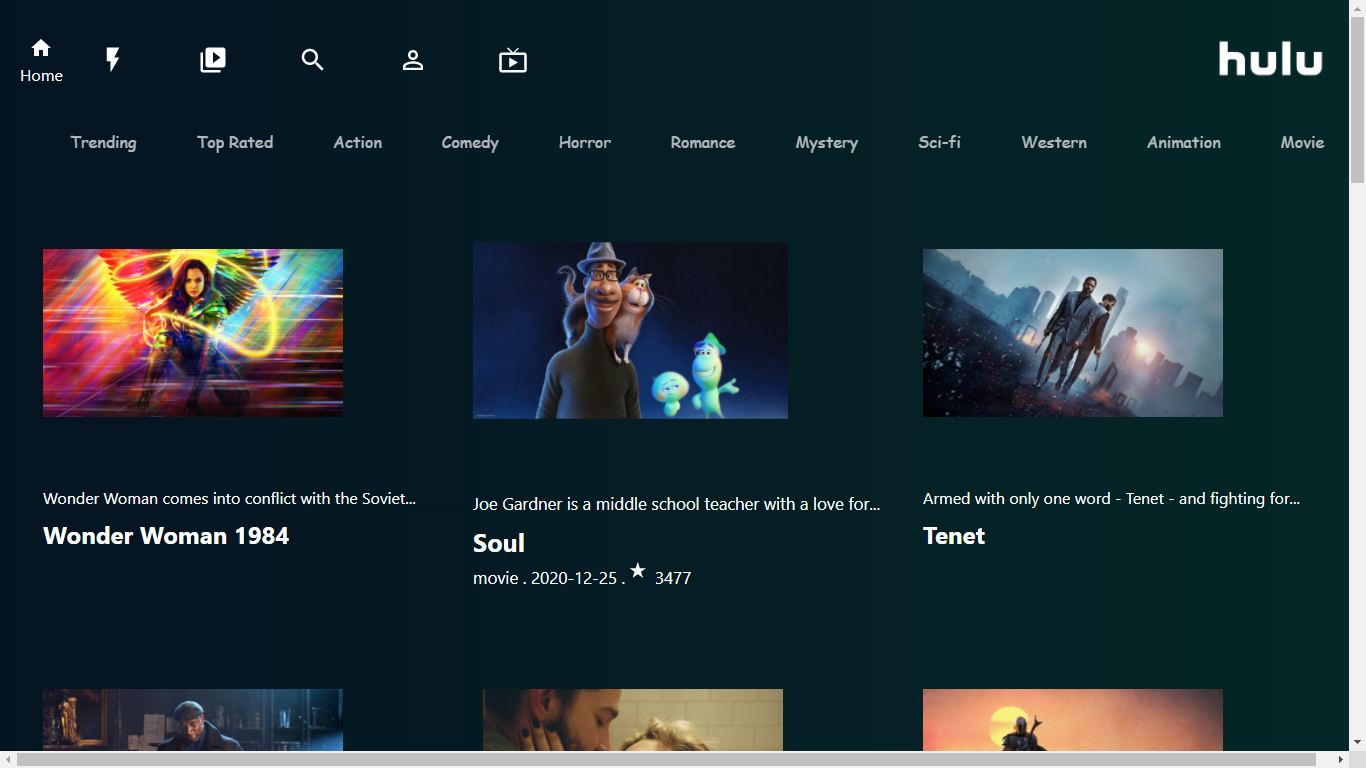 Home
hulu
Trending Top Rated Action Comedy Horror Romance Mystery Sci-fi Western Animation Movie
Wonder Woman comes into conflict with the Soviet...
Wonder Woman 1984
Joe Gardner is a middle school teacher with a love for...
Soul
movie . 2020-12-25 . ★ 3477
Armed with only one word - Tenet - and fighting for...
Tenet